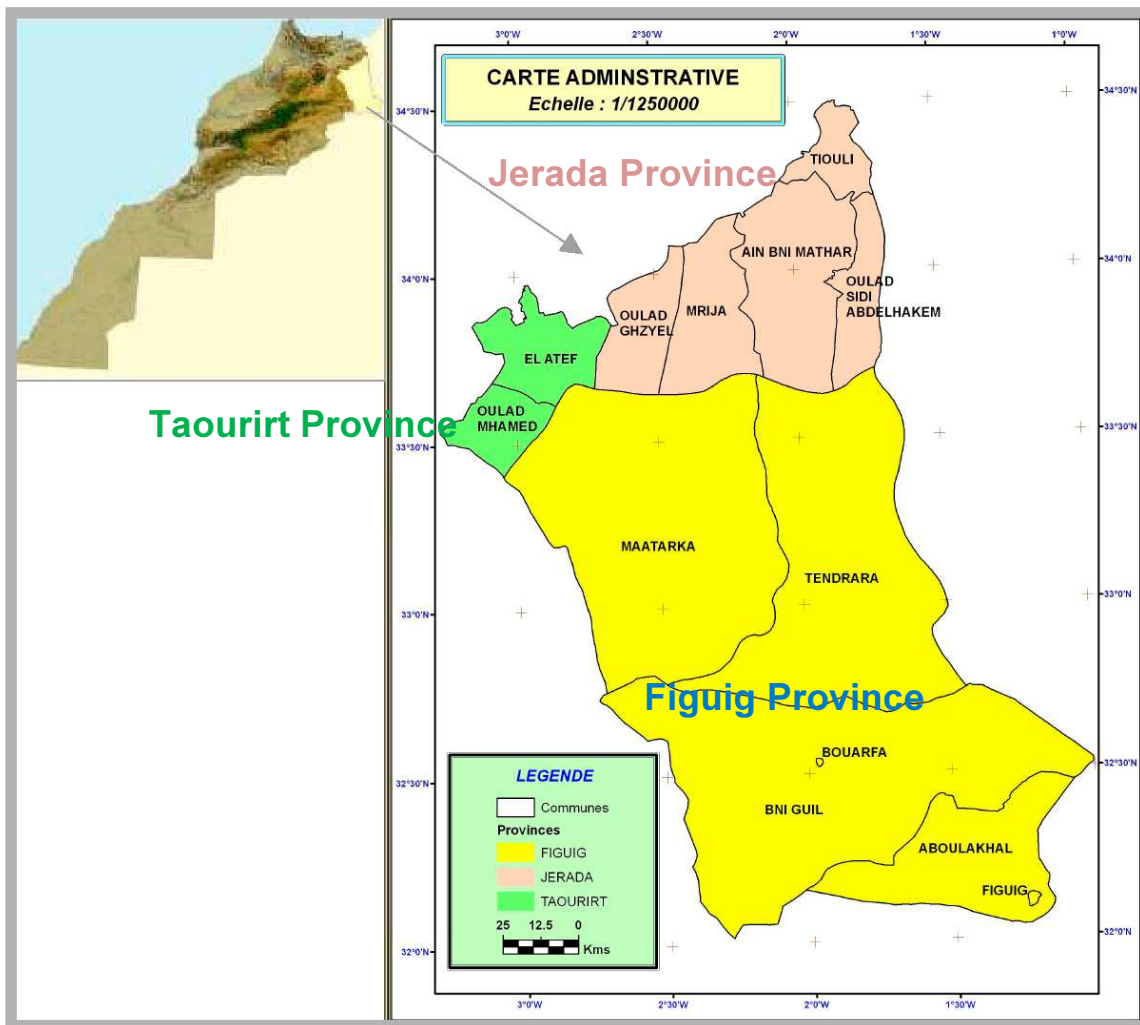 3°0'W 2°30'W 2°0'W 1°30'W 1°0'W
CARTE ADMINSTRATIVE
Echelle : 1/1250000
34°30'N 34°30'N
TIOULI
Jerada Province
AIN BNI MATHAR
34°0'N 34°0'N
OULAD
SIDI
ABDELHAKEM
OULAD
GHZYEL
MRIJA
EL ATEF
OULAD
MHAMED
Taourirt Province
33°30'N 33°30'N
MAATARKA
TENDRARA
33°0'N 33°0'N
Figuig Province
BOUARFA
32°30'N 32°30'N
BNI GUIL
ABOULAKHAL
FIGUIG
LEGENDE
Communes
Provinces
FIGUIG
JERADA
TAOURIRT
25 12.5 0
Kms
32°0'N 32°0'N
3°0'W 2°30'W 2°0'W 1°30'W